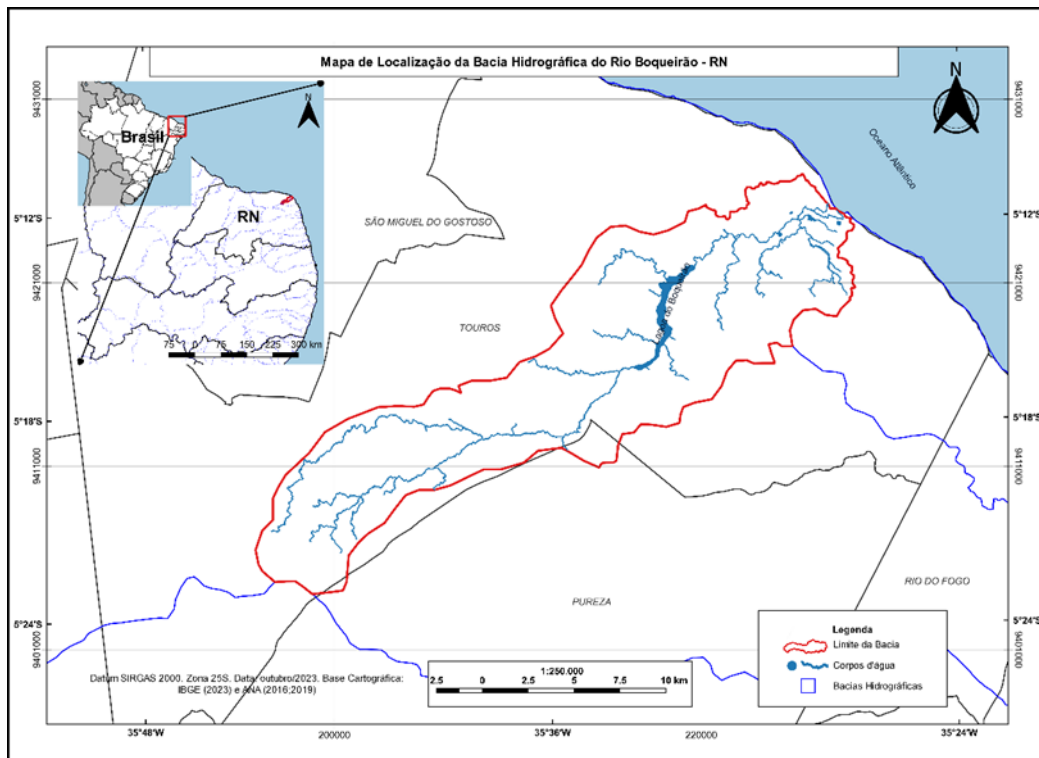 Mapa de Localização da Bacia Hidrográfica do Rio Boqueirão - RN
9431000
9431000
N
N
Brasil
Oceano Atlântico
RN
SÃO MIGUEL DO GOSTOSO
5°12'S
5°12'S
9421000
9421000
Lagoa do Boqueirão
TOUROS
75 0 75 150 225 300 km
5°18'S
5°18'S
9411000
9411000
RIO DO FOGO
PUREZA
5°24'S
5°24'S
9401000
9401000
Legenda
Limite da Bacia
Corpos d'água
Bacias Hidrográficas
1:250.000
2.5 0 2.5 5 7.5 10 km
Datum SIRGAS 2000. Zona 25S. Data: outubro/2023. Base Cartográfica:
IBGE (2023) e ANA (2016;2019)
35°48'W
200000
35°36'W
220000
35°24'W